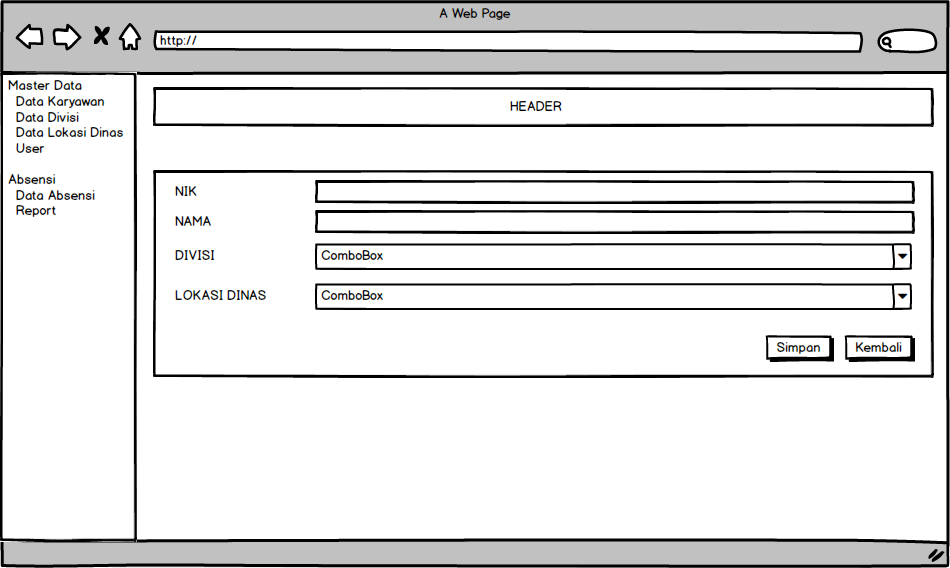 A Web Page
http://
Master Data
Data Karyawan
Data Divisi
Data Lokasi Dinas
User
Absensi
Data Absensi
Report
HEADER
NIK
NAMA
DIVISI ComboBox
LOKASI DINAS ComboBox
Simpan Kembali